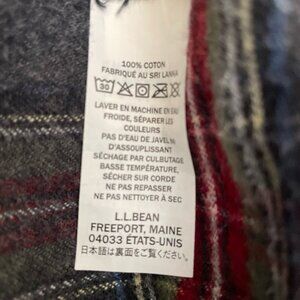 100% COTON
FABRIQUÉ AU SRI LANKA
30
LAVER EN MACHINE EN EAU
FROIDE, SÉPARER LES
COULEURS
PAS D'EAU DE JAVEL NI
D'ASSOUPLISSANT
SÉCHAGE PAR CULBUTAGE
BASSE TEMPÉRATURE,
SÉCHER SUR CORDE
NE PAS REPASSER
NE PAS NETTOYER À SEC
L.L.BEAN
FREEPORT, MAINE
04033 ÉTATS-UNIS
日本語は裏面をご覧ください。